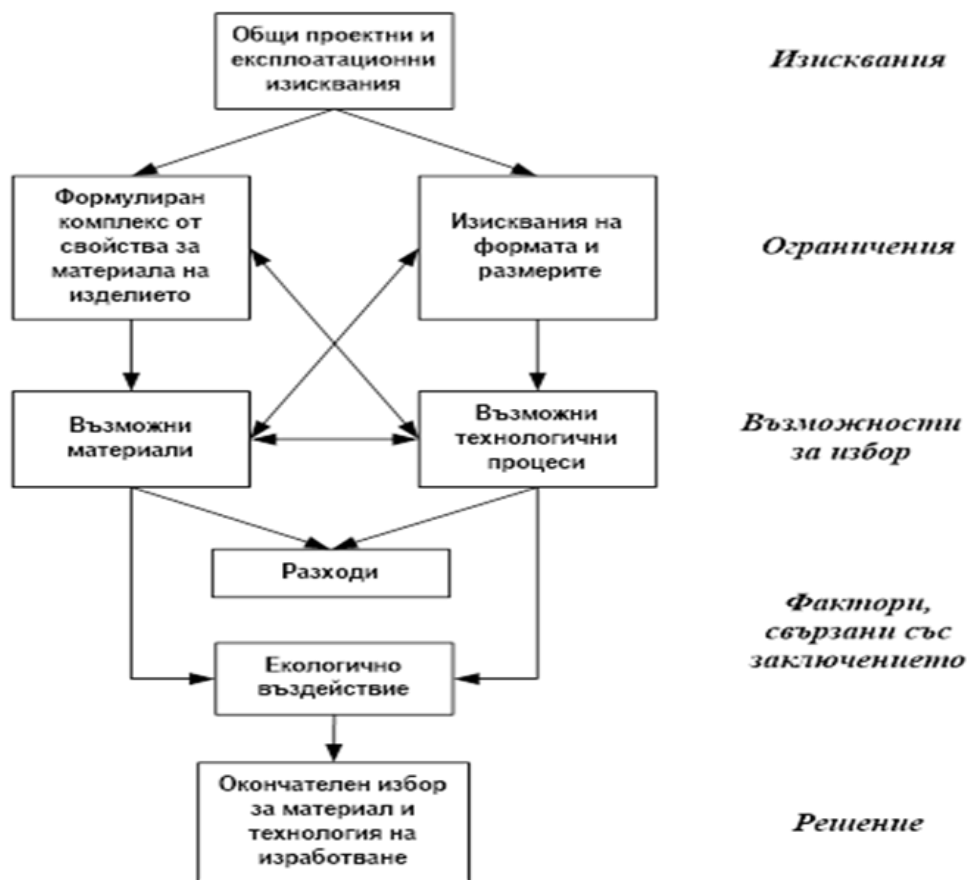 Общи проектни и
експлоатационни
изисквания
Изисквания
Формулиран
комплекс от
свойства за
материала на
изделието
Изисквания на
формата и
размерите
Ограничения
Възможни
материали
Възможни
технологични
процеси
Възможности
за избор
Разходи
Фактори,
свързани със
заключението
Екологично
въздействие
Окончателен избор
за материал и
технология на
изработване
Решение